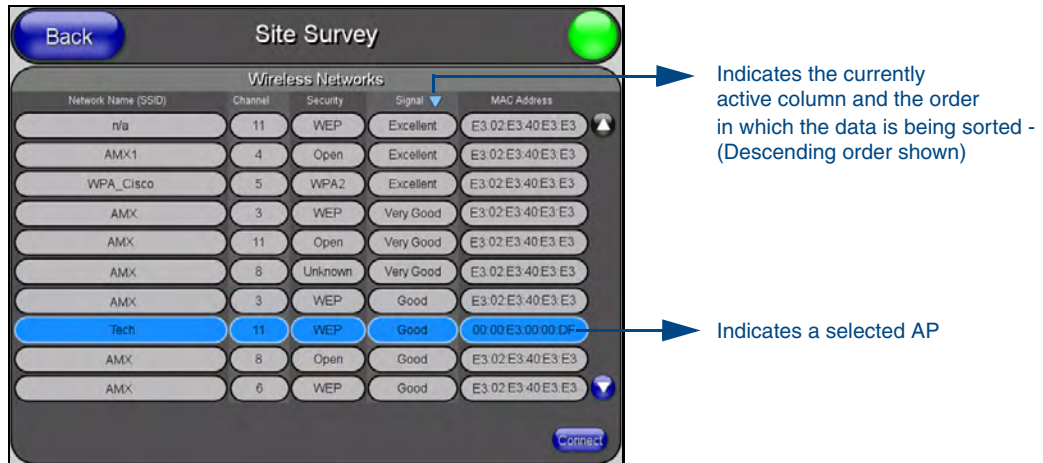 Back
Site Survey
Wireless Networks
Network Name (SSID) Channel Security Signal MAC Address
n/a 11 WEP Excellent E3:02:E3:40:E3:E3
AMX1 4 Open Excellent E3:02:E3:40:E3:E3
WPA_Cisco 5 WPA2 Excellent E3:02:E3:40:E3:E3
AMX 3 WEP Very Good E3:02:E3:40:E3:E3
AMX 11 Open Very Good E3:02:E3:40:E3:E3
AMX 8 Unknown Very Good E3:02:E3:40:E3:E3
AMX 3 WEP Good E3:02:E3:40:E3:E3
Tech 11 WEP Good 00:00:E3:00:00:DF
AMX 8 Open Good E3:02:E3:40:E3:E3
AMX 6 WEP Good E3:02:E3:40:E3:E3
Connect
Indicates the currently
active column and the order
in which the data is being sorted -
(Descending order shown)
Indicates a selected AP